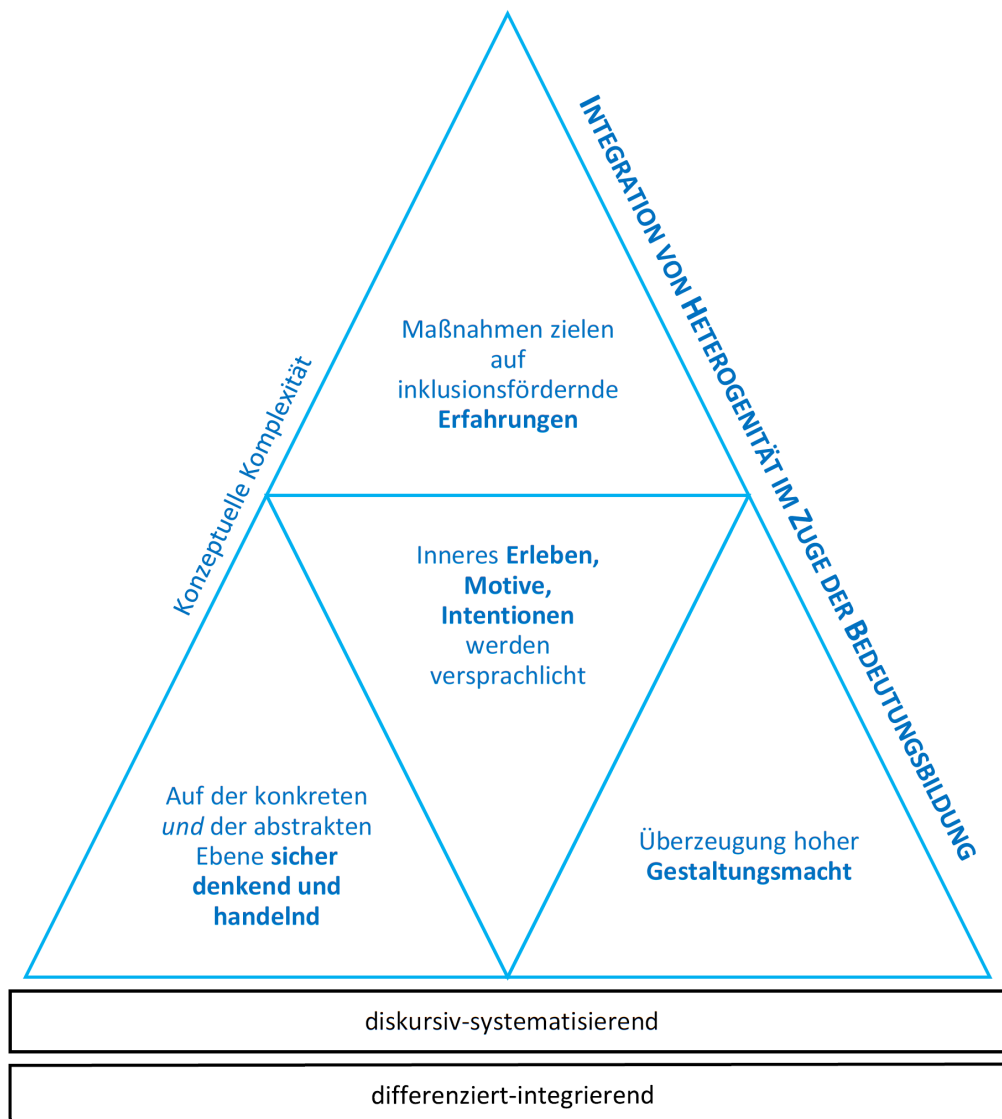 INTEGRATION VON HETEROGENITÄT IM ZUGE DER BEDEUTUNGSBILDUNG
Konzeptuelle Komplexität
Maßnahmen zielen
auf
inklusionsfördernde
Erfahrungen
Inneres Erleben,
Motive,
Intentionen
werden
versprachlicht
Auf der konkreten
und der abstrakten
Ebene sicher
denkend und
handelnd
Überzeugung hoher
Gestaltungsmacht
diskursiv-systematisierend
differenziert-integrierend